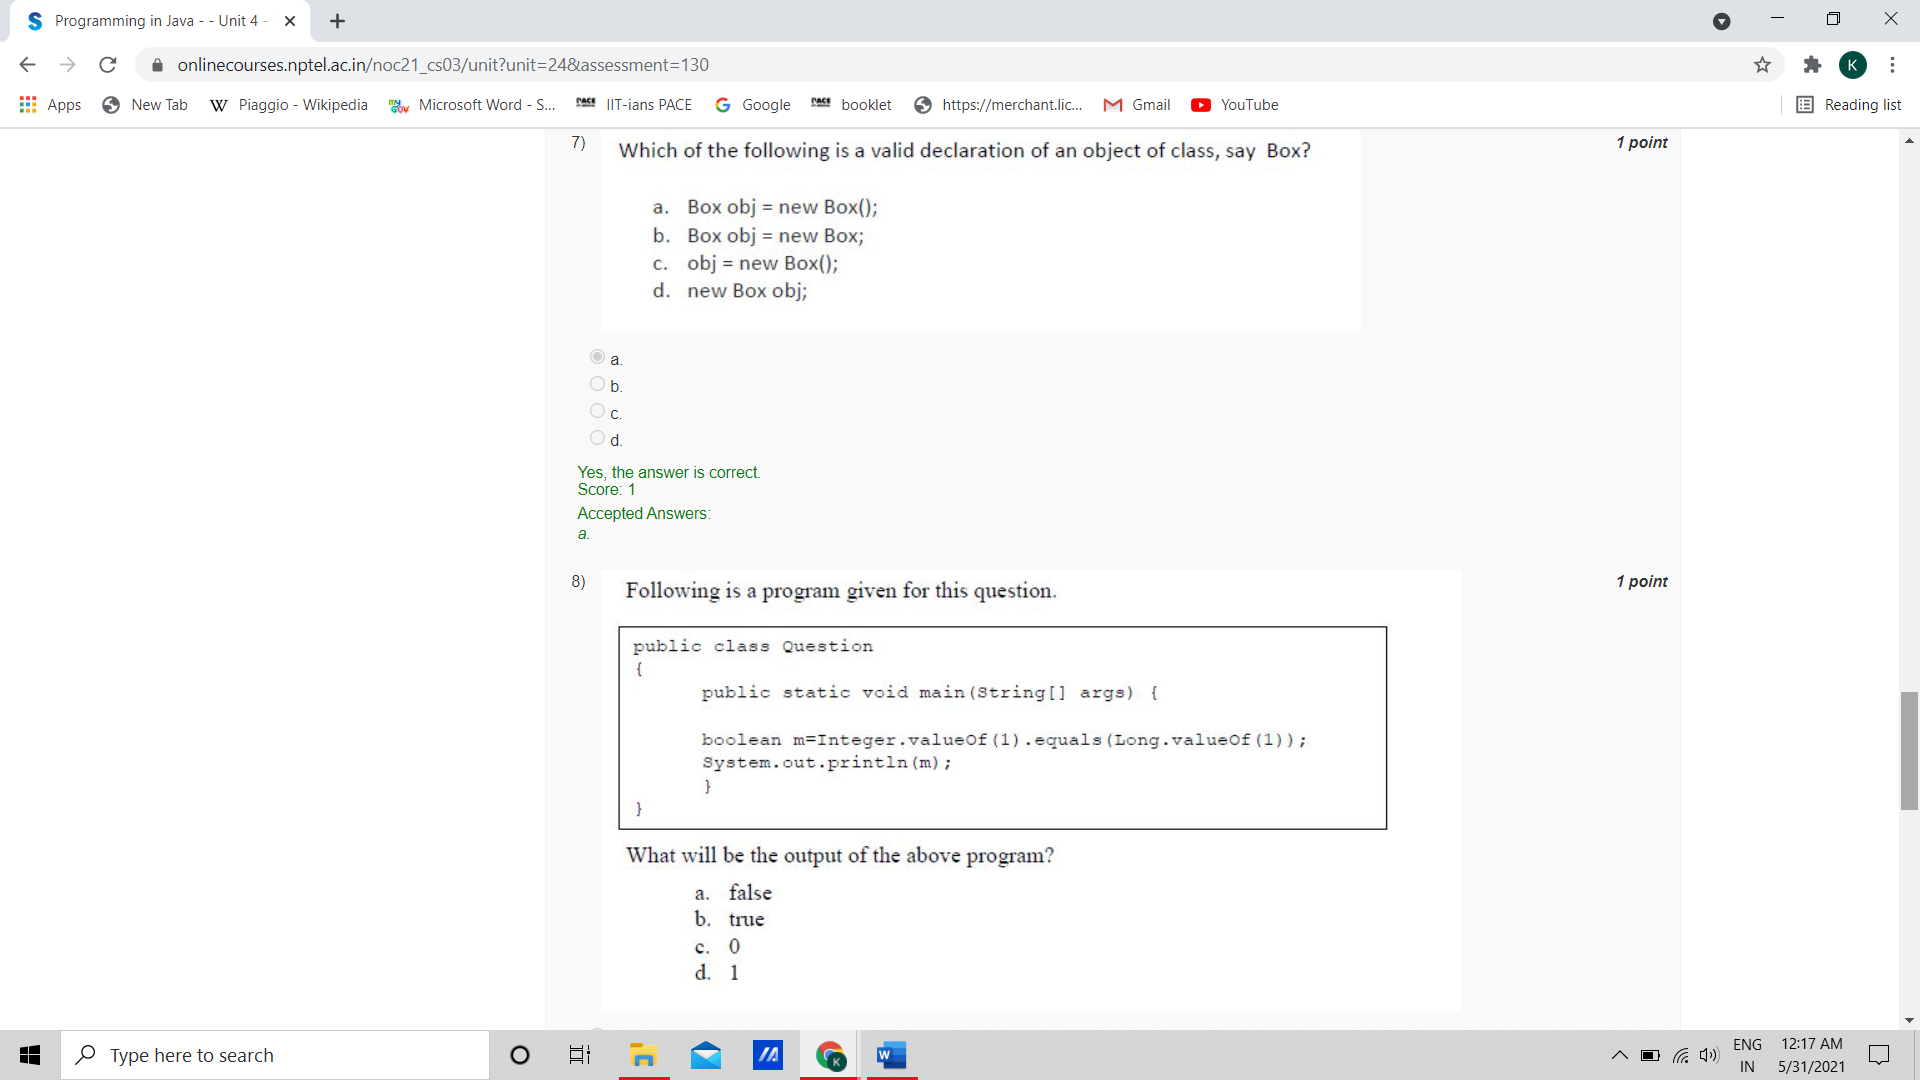 Programming in Java - - Unit 4 -
onlinecourses.nptel.ac.in/noc21_cs03/unit?unit=24&assessment=130
K
Apps New Tab W Piaggio - Wikipedia Microsoft Word - S... PACE IIT-ians PACE Google PACE booklet https://merchant.lic... Gmail YouTube Reading list
7) Which of the following is a valid declaration of an object of class, say Box? 1 point
a. Box obj = new Box();
b. Box obj = new Box;
c. obj = new Box();
d. new Box obj;
a.
b.
c.
d.
Yes, the answer is correct.
Score: 1
Accepted Answers:
a.
8) Following is a program given for this question. 1 point
public class Question
{
public static void main(String[] args) {
boolean m=Integer.valueOf(1).equals(Long.valueOf(1));
System.out.println(m);
}
}
What will be the output of the above program?
a. false
b. true
c. 0
d. 1
Type here to search
K
W
ENG
IN
12:17 AM
5/31/2021